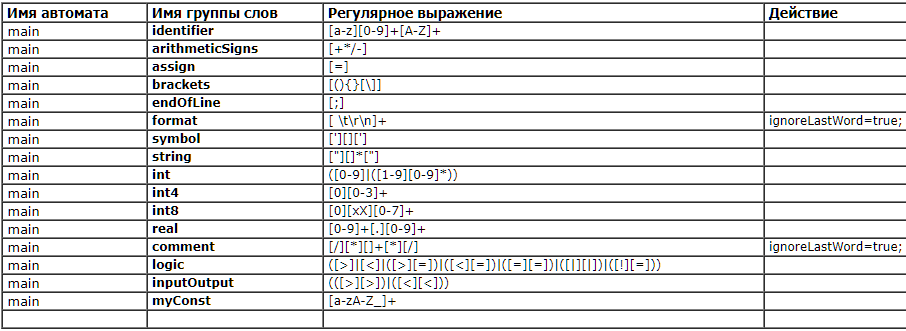 Имя автомата Имя группы слов Регулярное выражение Действие
main identifier [a-z][0-9]+[A-Z]+
main arithmeticSigns [+*/-]
main assign [=]
main brackets [(){}[\]]
main endOfLine [;]
main format [ \t\r\n]+ ignoreLastWord=true;
main symbol ['][][']
main string ["][]*["]
main int ([0-9]|([1-9][0-9]*))
main int4 [0][0-3]+
main int8 [0][xX][0-7]+
main real [0-9]+[.][0-9]+
main comment [/][*][]+[*][/] ignoreLastWord=true;
main logic ([>]|[<]|([>][=])|([<][=])|([=][=])|([|][|])|([!][=]))
main inputOutput (([>][>])|([<][<]))
main myConst [a-zA-Z_]+